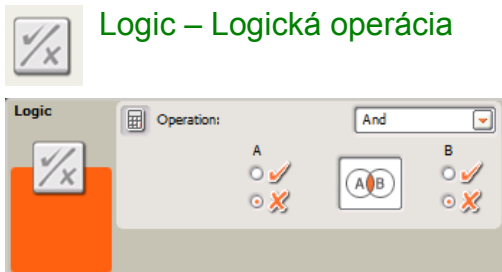 Logic – Logická operácia
Logic
Operation:
And
A
B
A B